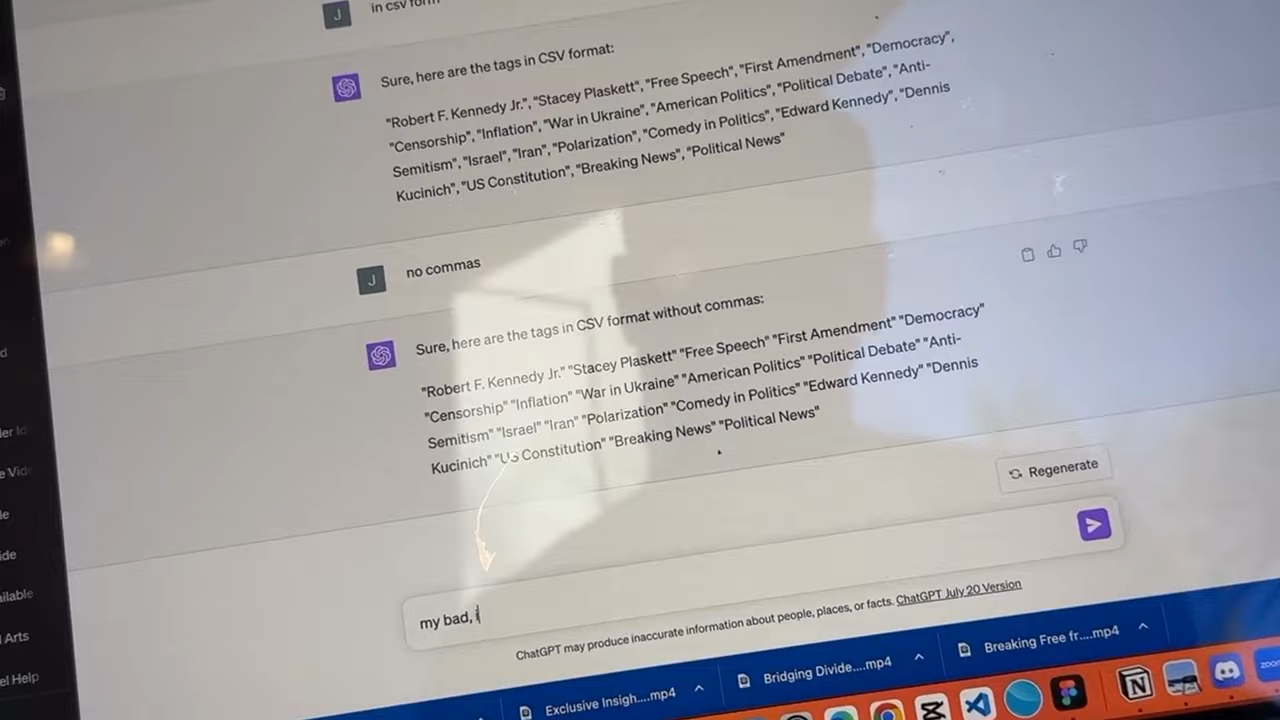 J
in csv form
Sure, here are the tags in CSV format:
"Robert F. Kennedy Jr.", "Stacey Plaskett", "Free Speech", "First Amendment", "Democracy",
"Censorship", "Inflation", "War in Ukraine", "American Politics", "Political Debate", "Anti-
Semitism", "Israel", "Iran", "Polarization", "Comedy in Politics", "Edward Kennedy", "Dennis
Kucinich", "US Constitution", "Breaking News", "Political News"
J
no commas
Sure, here are the tags in CSV format without commas:
"Robert F. Kennedy Jr." "Stacey Plaskett" "Free Speech" "First Amendment" "Democracy"
"Censorship" "Inflation" "War in Ukraine" "American Politics" "Political Debate" "Anti-
Semitism" "Israel" "Iran" "Polarization" "Comedy in Politics" "Edward Kennedy" "Dennis
Kucinich" "US Constitution" "Breaking News" "Political News"
Regenerate
my bad, i
ChatGPT may produce inaccurate information about people, places, or facts. ChatGPT July 20 Version
Arts
Help
Exclusive Insigh....mp4
Bridging Divide....mp4
Breaking Free fr....mp4
N
zoom